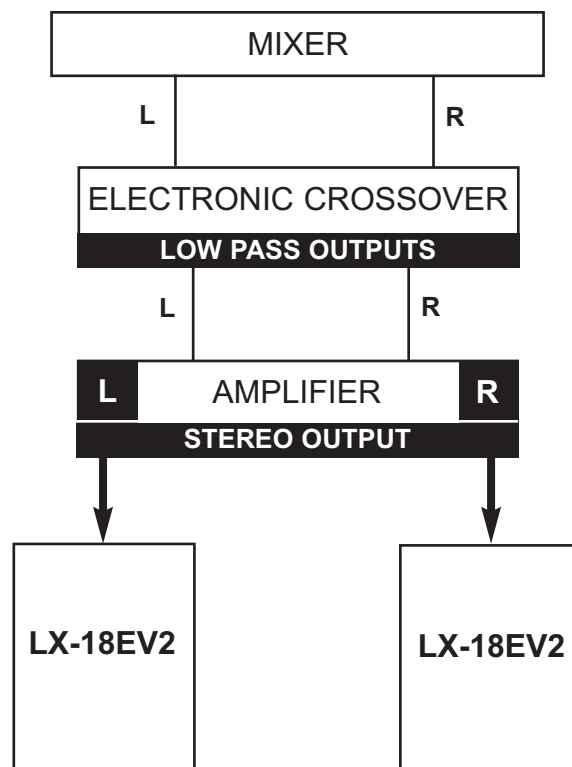 MIXER
L R
ELECTRONIC CROSSOVER
LOW PASS OUTPUTS
L R
L AMPLIFIER R
STEREO OUTPUT
LX-18EV2 LX-18EV2